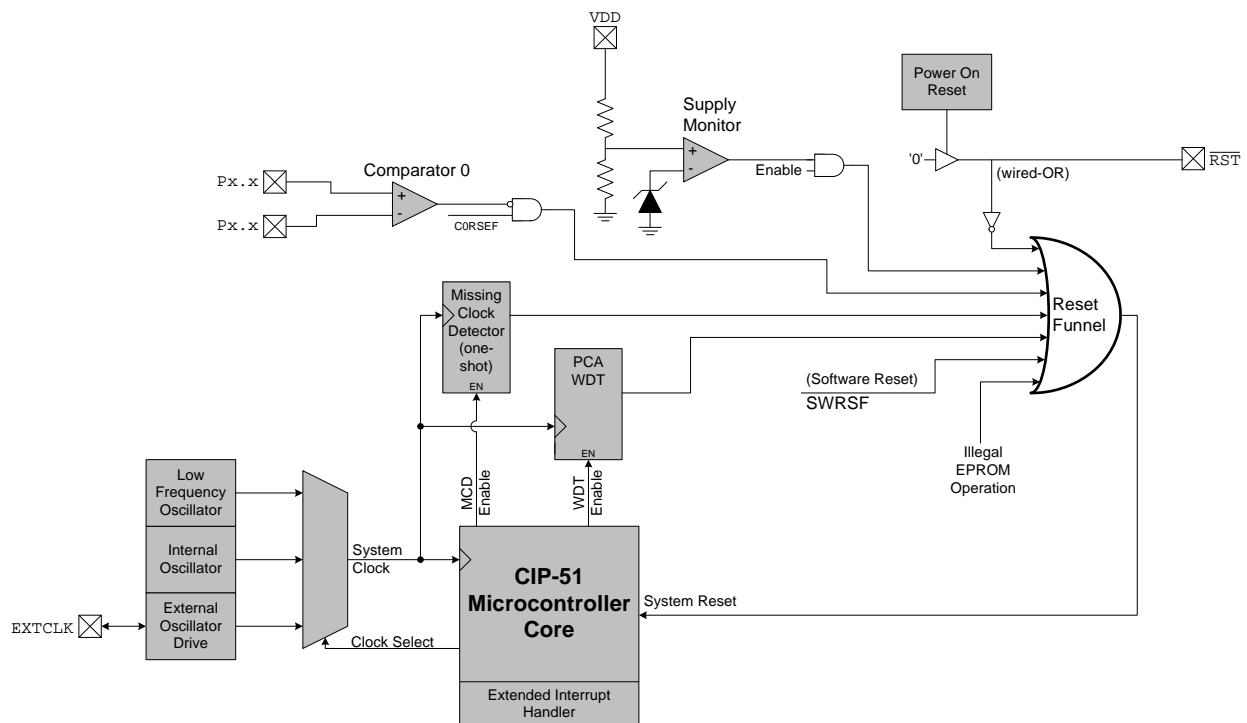 VDD
Power On
Reset
Supply
Monitor
+
-
Enable
'0'
(wired-OR)
RST
Comparator 0
Px.x
+
Px.x
-
C0RSEF
Missing
Clock
Detector
(one-
shot)
EN
PCA
WDT
EN
Reset
Funnel
(Software Reset)
SWRSF
Illegal
EPROM
Operation
MCD
Enable
WDT
Enable
Low
Frequency
Oscillator
Internal
Oscillator
External
Oscillator
Drive
EXTCLK
System
Clock
Clock Select
CIP-51
Microcontroller
Core
System Reset
Extended Interrupt
Handler